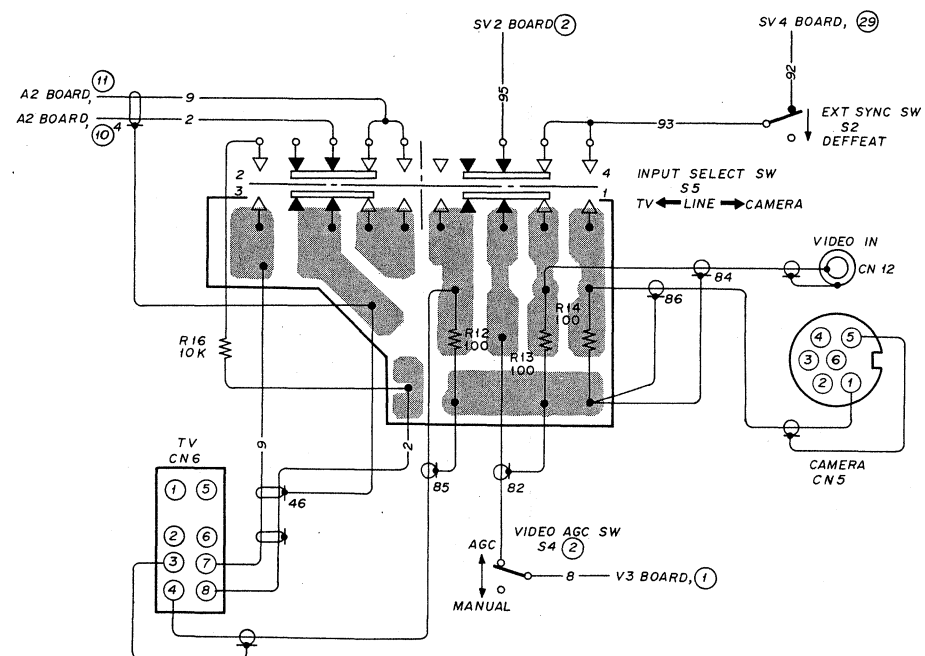 SV2 BOARD 2
SV4 BOARD, 29
11
A2 BOARD,
9
A2 BOARD,
10
4
2
95
92
93
EXT SYNC SW
S2
DEFFEAT
2
3
4
1
INPUT SELECT SW
S5
TV LINE CAMERA
VIDEO IN
CN 12
84
86
R16
10K
R12
100
R13
100
R14
100
4 5
3 6
2 1
CAMERA
CN5
TV
CN6
9
2
1 5
2 6
3 7
4 8
46
85
82
VIDEO AGC SW
S4 2
AGC
8
V3 BOARD, 1
MANUAL